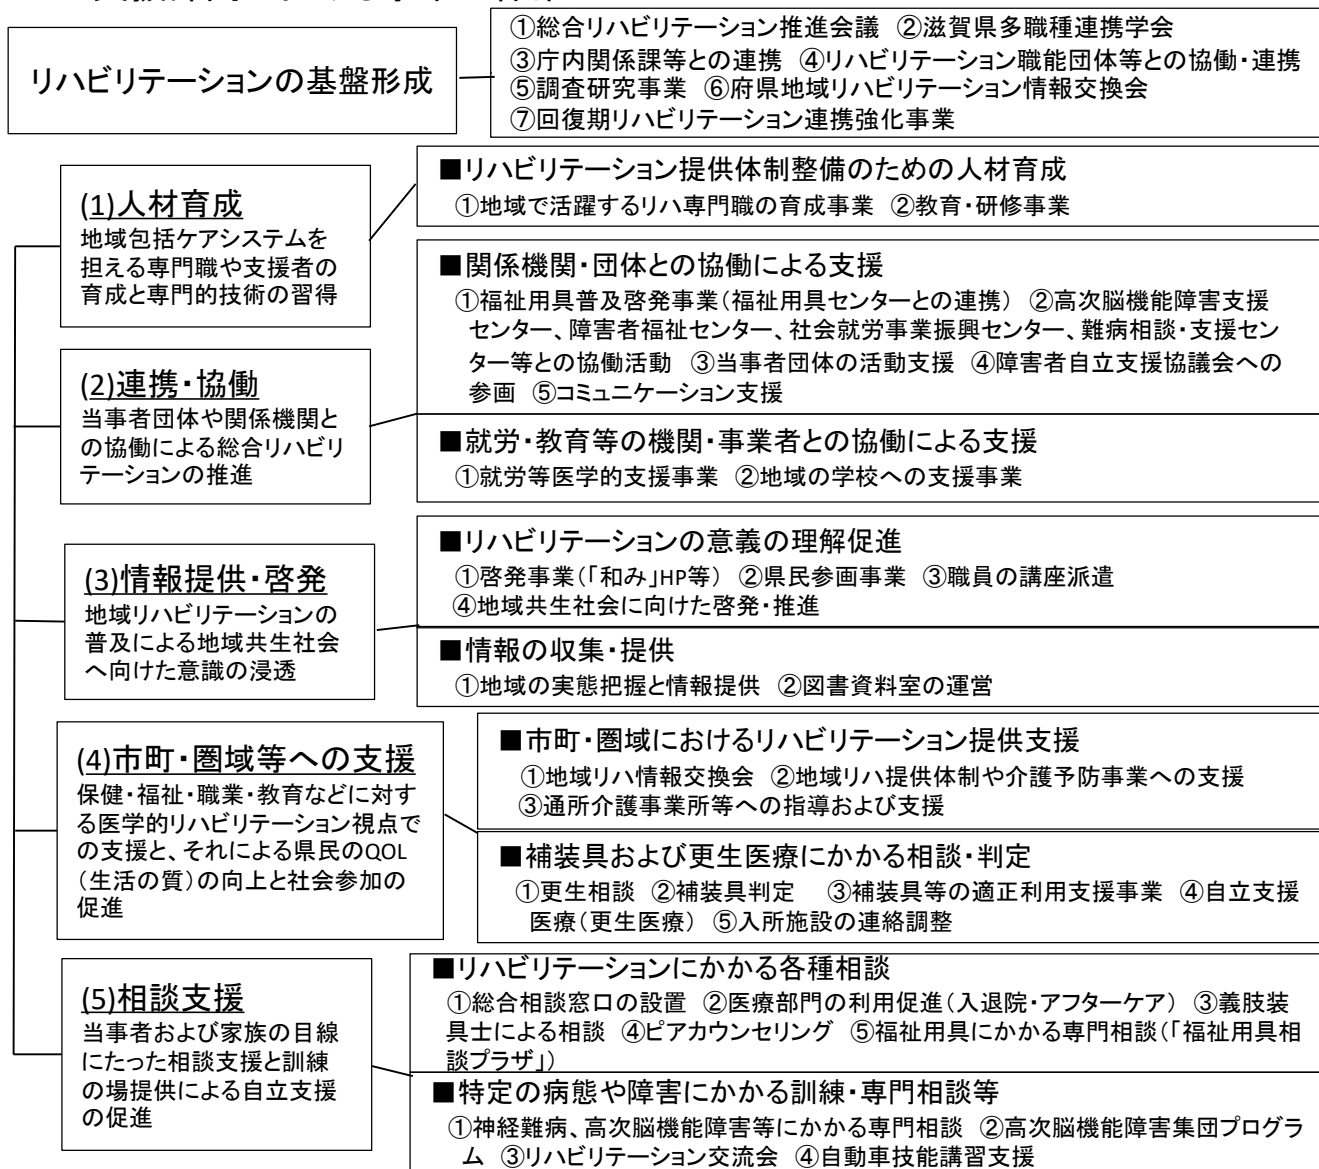 リハビリテーションの基盤形成
①総合リハビリテーション推進会議 ②滋賀県多職種連携学会
③庁内関係課等との連携 ④リハビリテーション職能団体等との協働・連携
⑤調査研究事業 ⑥府県地域リハビリテーション情報交換会
⑦回復期リハビリテーション連携強化事業
(1)人材育成
地域包括ケアシステムを
担える専門職や支援者の
育成と専門的技術の習得
■リハビリテーション提供体制整備のための人材育成
①地域で活躍するリハ専門職の育成事業 ②教育・研修事業
(2)連携・協働
当事者団体や関係機関と
の協働による総合リハビリ
テーションの推進
■関係機関・団体との協働による支援
①福祉用具普及啓発事業(福祉用具センターとの連携) ②高次脳機能障害支援
センター、障害者福祉センター、社会就労事業振興センター、難病相談・支援セン
ター等との協働活動 ③当事者団体の活動支援 ④障害者自立支援協議会への
参画 ⑤コミュニケーション支援
■就労・教育等の機関・事業者との協働による支援
①就労等医学的支援事業 ②地域の学校への支援事業
(3)情報提供・啓発
地域リハビリテーションの
普及による地域共生社会
へ向けた意識の浸透
■リハビリテーションの意義の理解促進
①啓発事業(「和み」HP等) ②県民参画事業 ③職員の講座派遣
④地域共生社会に向けた啓発・推進
■情報の収集・提供
①地域の実態把握と情報提供 ②図書資料室の運営
(4)市町・圏域等への支援
保健・福祉・職業・教育などに対す
る医学的リハビリテーション視点で
の支援と、それによる県民のQOL
(生活の質)の向上と社会参加の
促進
■市町・圏域におけるリハビリテーション提供支援
①地域リハ情報交換会 ②地域リハ提供体制や介護予防事業への支援
③通所介護事業所等への指導および支援
■補装具および更生医療にかかる相談・判定
①更生相談 ②補装具判定 ③補装具等の適正利用支援事業 ④自立支援
医療(更生医療) ⑤入所施設の連絡調整
(5)相談支援
当事者および家族の目線
にたった相談支援と訓練
の場提供による自立支援
の促進
■リハビリテーションにかかる各種相談
①総合相談窓口の設置 ②医療部門の利用促進(入退院・アフターケア) ③義肢装
具士による相談 ④ピアカウンセリング ⑤福祉用具にかかる専門相談(「福祉用具相
談プラザ」)
■特定の病態や障害にかかる訓練・専門相談等
①神経難病、高次脳機能障害等にかかる専門相談 ②高次脳機能障害集団プログラ
ム ③リハビリテーション交流会 ④自動車技能講習支援